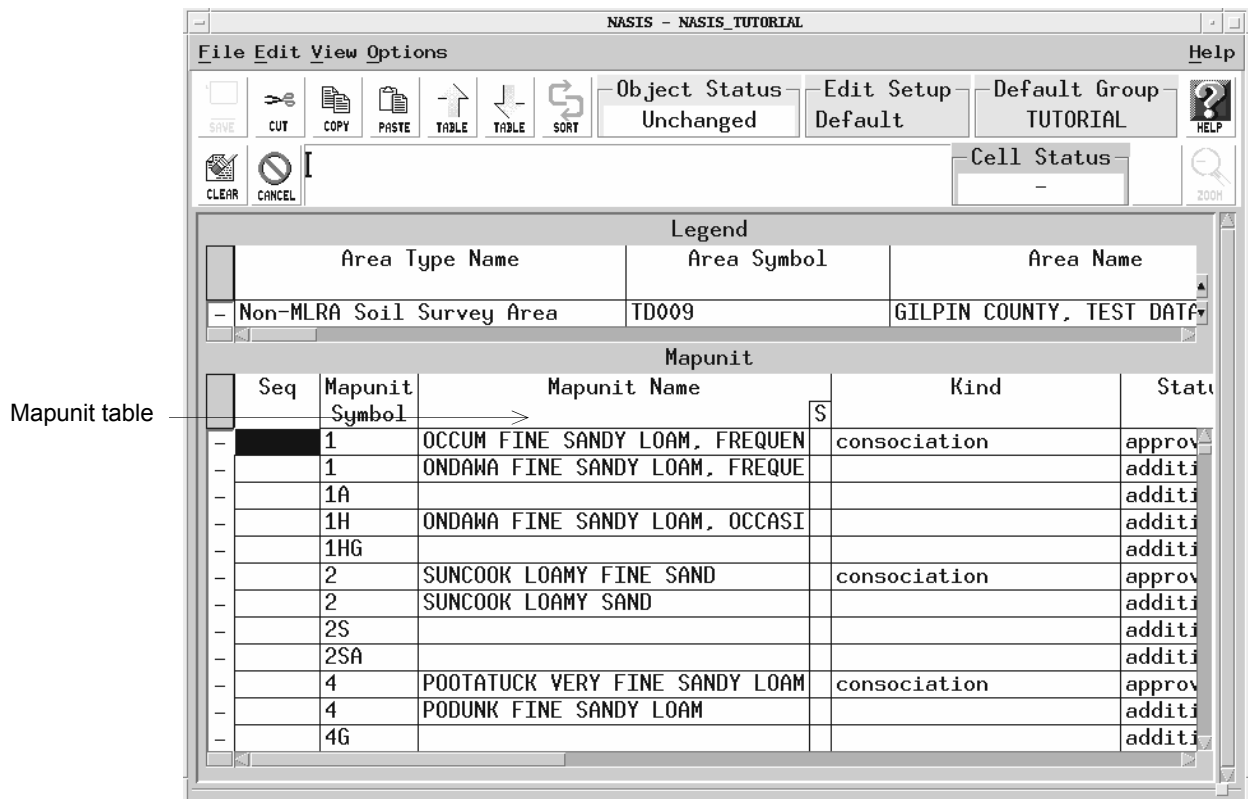 NASIS - NASIS_TUTORIAL
File Edit View Options Help
SAVE CUT COPY PASTE TABLE TABLE SORT
Object Status Edit Setup Default Group
Unchanged Default TUTORIAL
HELP
CLEAR CANCEL
Cell Status
-
ZOOM
Legend
Area Type Name Area Symbol Area Name
- Non-MLRA Soil Survey Area TD009 GILPIN COUNTY, TEST DATA
Mapunit
Seq Mapunit Symbol Mapunit Name S Kind Statu
Mapunit table
- 1 OCCUM FINE SANDY LOAM, FREQUEN consociation approv
- 1 ONDAWA FINE SANDY LOAM, FREQUE additi
- 1A additi
- 1H ONDAWA FINE SANDY LOAM, OCCASI additi
- 1HG additi
- 2 SUNCOOK LOAMY FINE SAND consociation approv
- 2 SUNCOOK LOAMY SAND additi
- 2S additi
- 2SA additi
- 4 POOTATUCK VERY FINE SANDY LOAM consociation approv
- 4 PODUNK FINE SANDY LOAM additi
- 4G additi